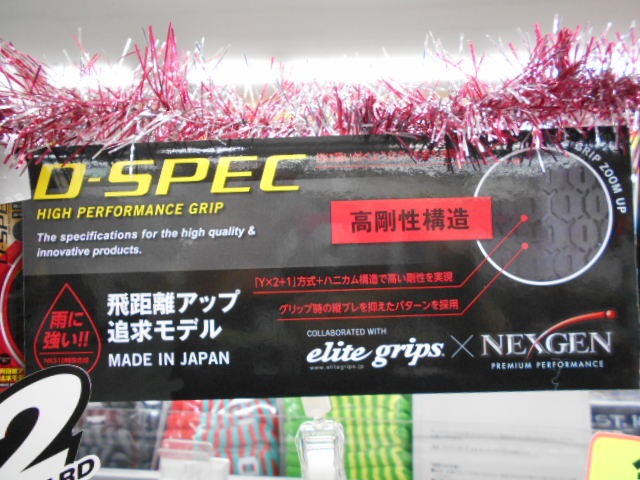 D-SPEC
HIGH PERFORMANCE GRIP
The specifications for the high quality &
innovative products.
高剛性構造
GRIP ZOOM UP
「Y×2+1」方式+ハニカム構造で高い剛性を実現
グリップ時の縦ブレを抑えたパターンを採用
雨に
強い!!
飛距離アップ
追求モデル
MADE IN JAPAN
COLLABORATED WITH
elite grips.
www.elitegrips.jp
×
NEXGEN
PREMIUM PERFORMANCE
2